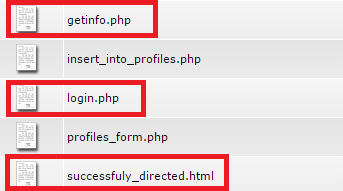 getinfo.php
insert_into_profiles.php
login.php
profiles_form.php
successfuly_directed.html